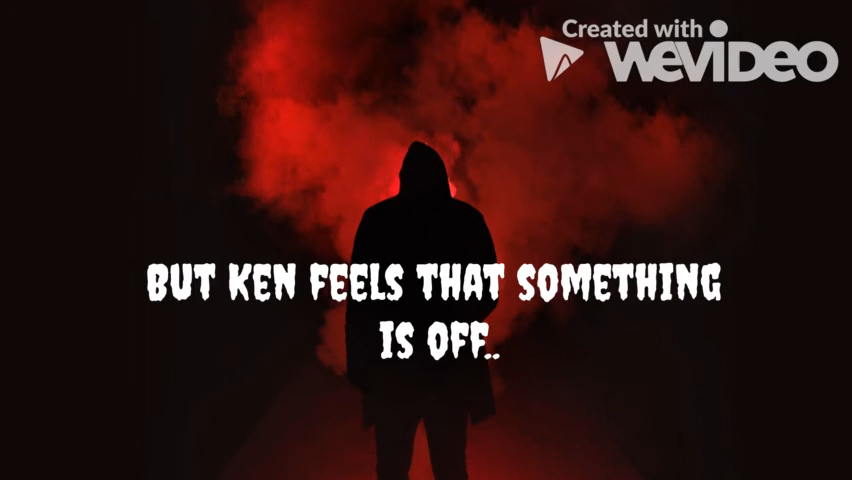 Created with
WEVIDEO
BUT KEN FEELS THAT SOMETHING
IS OFF..